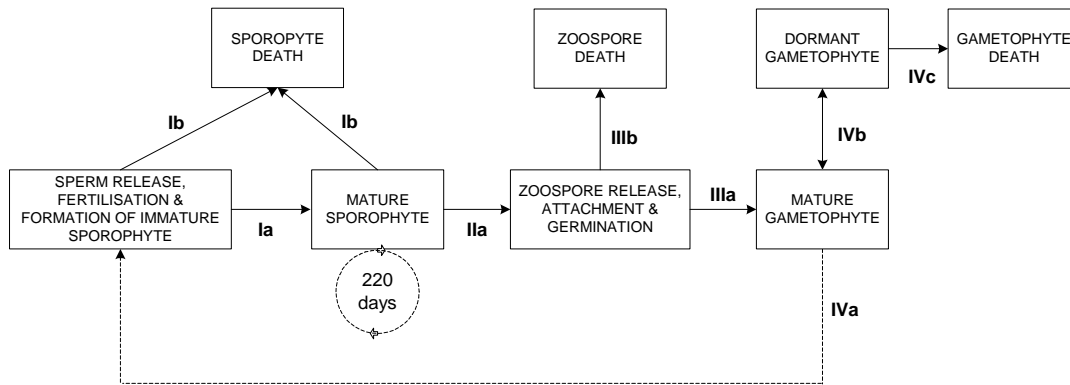 SPOROPYTE
DEATH
ZOOSPORE
DEATH
DORMANT
GAMETOPHYTE
GAMETOPHYTE
DEATH
IVc
Ib
Ib
IIIb
IVb
SPERM RELEASE,
FERTILISATION &
FORMATION OF IMMATURE
SPOROPHYTE
Ia
MATURE
SPOROPHYTE
IIa
ZOOSPORE RELEASE,
ATTACHMENT &
GERMINATION
IIIa
MATURE
GAMETOPHYTE
220
days
IVa